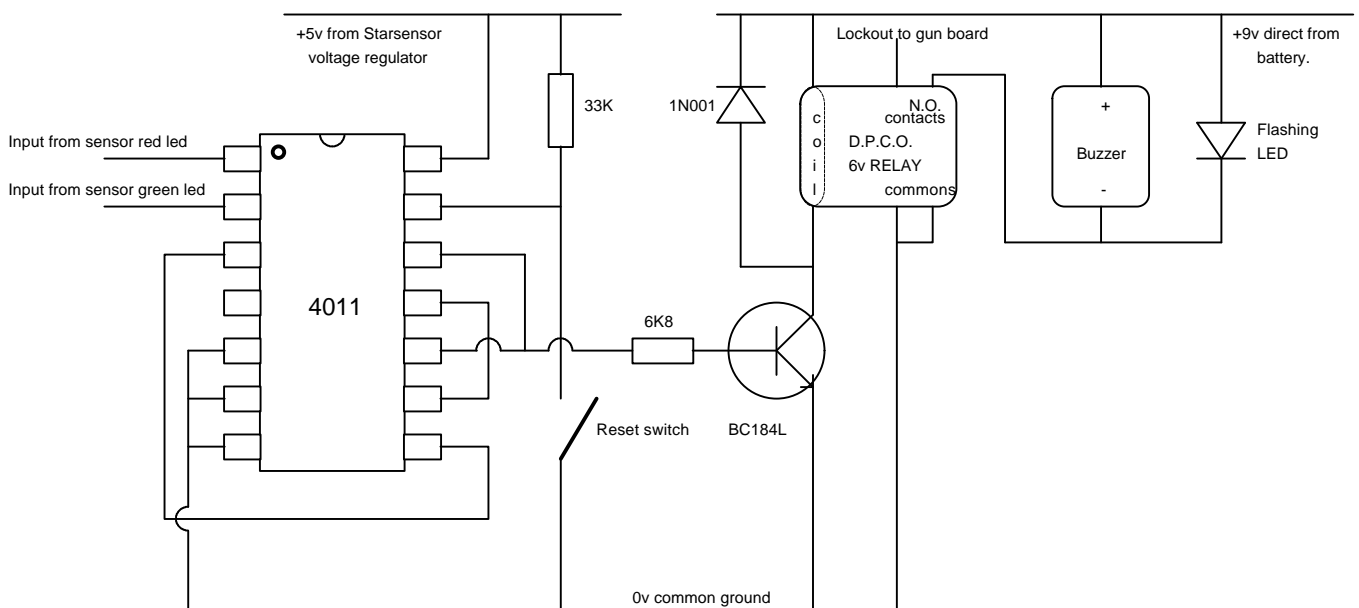 +5v from Starsensor
voltage regulator
Lockout to gun board
+9v direct from
battery.
33K
1N001
N.O.
contacts
c
o
i
l
D.P.C.O.
6v RELAY
commons
+
Buzzer
-
Flashing
LED
Input from sensor red led
Input from sensor green led
4011
6K8
Reset switch
BC184L
0v common ground